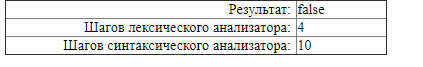 Результат: false
Шагов лексического анализатора: 4
Шагов синтаксического анализатора: 10